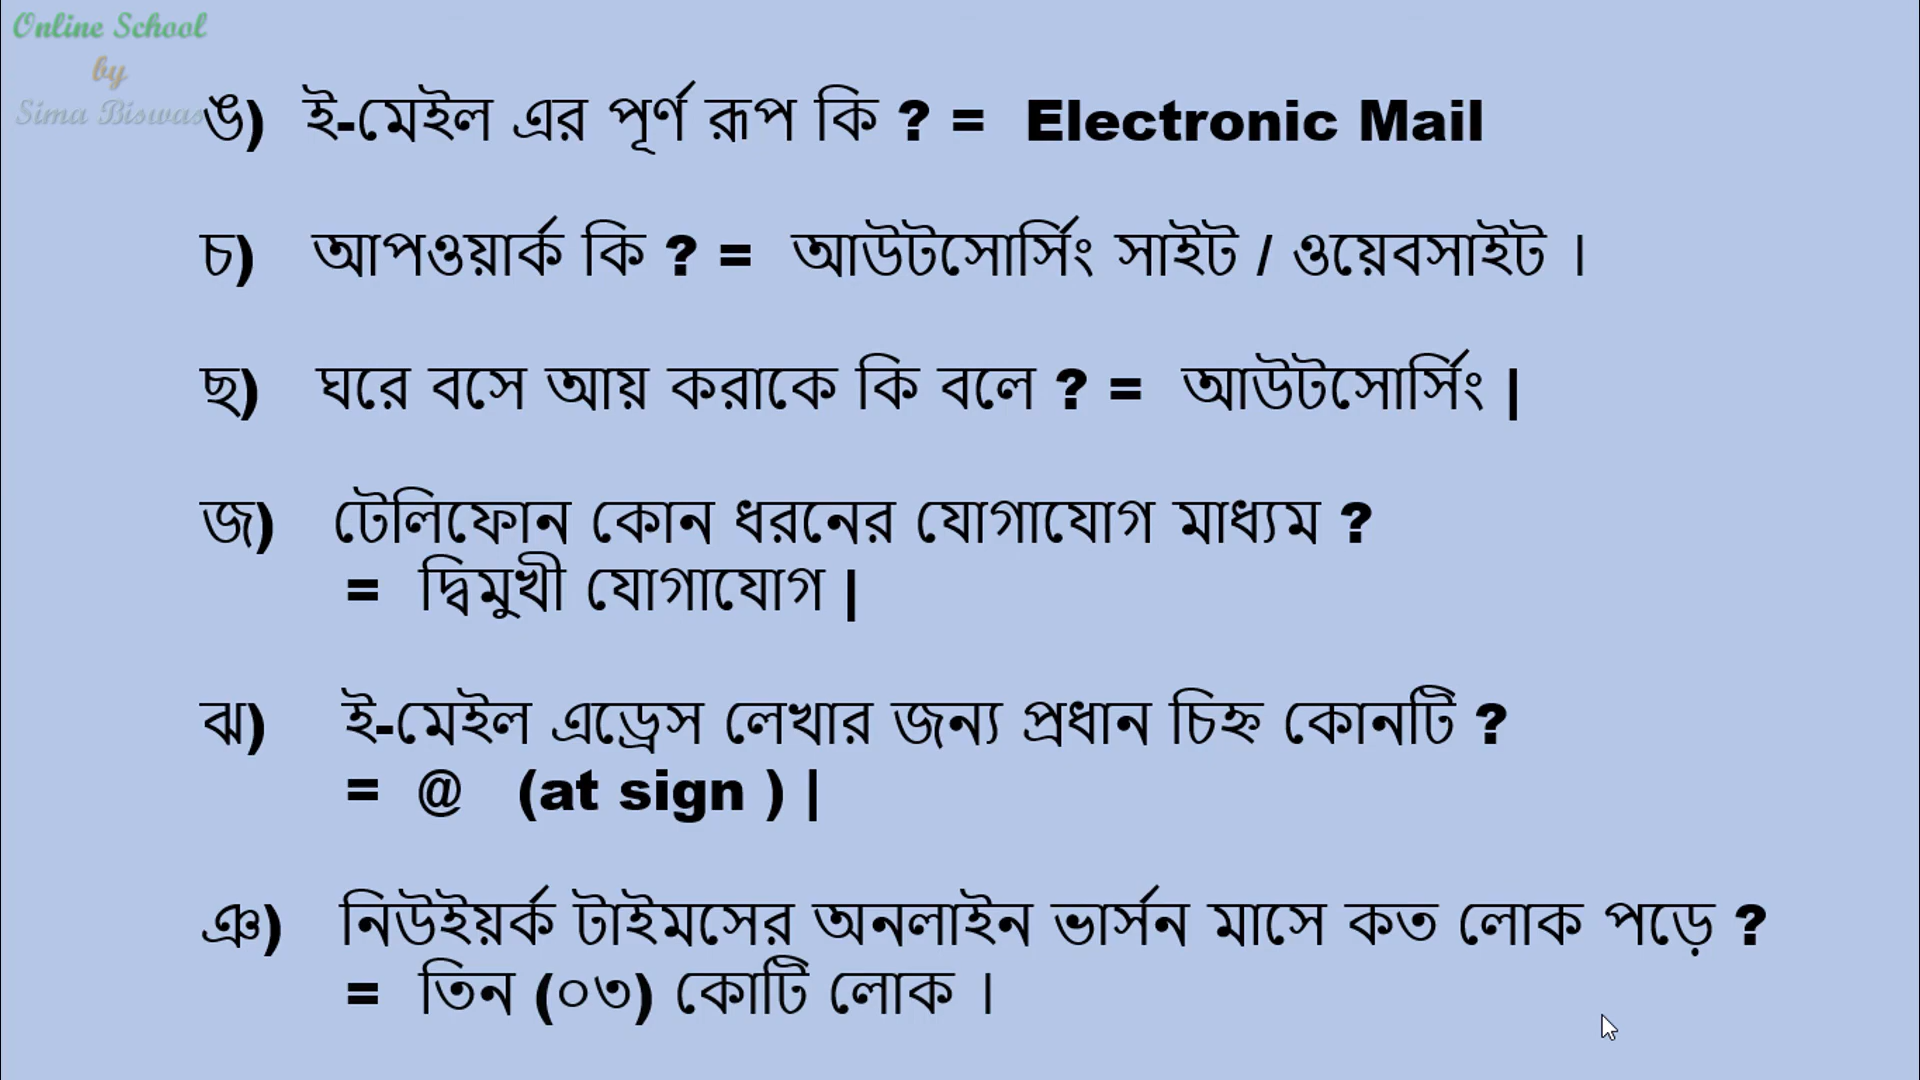 Online School
by
Sima Biswas
ঙ) ই-মেইল এর পূর্ণ রূপ কি ? = Electronic Mail
চ) আপওয়ার্ক কি ? = আউটসোর্সিং সাইট / ওয়েবসাইট ।
ছ) ঘরে বসে আয় করাকে কি বলে ? = আউটসোর্সিং |
জ) টেলিফোন কোন ধরনের যোগাযোগ মাধ্যম ?
= দ্বিমুখী যোগাযোগ |
ঝ) ই-মেইল এড্রেস লেখার জন্য প্রধান চিহ্ন কোনটি ?
= @ (at sign ) |
ঞ) নিউইয়র্ক টাইমসের অনলাইন ভার্সন মাসে কত লোক পড়ে ?
= তিন (০৩) কোটি লোক ।